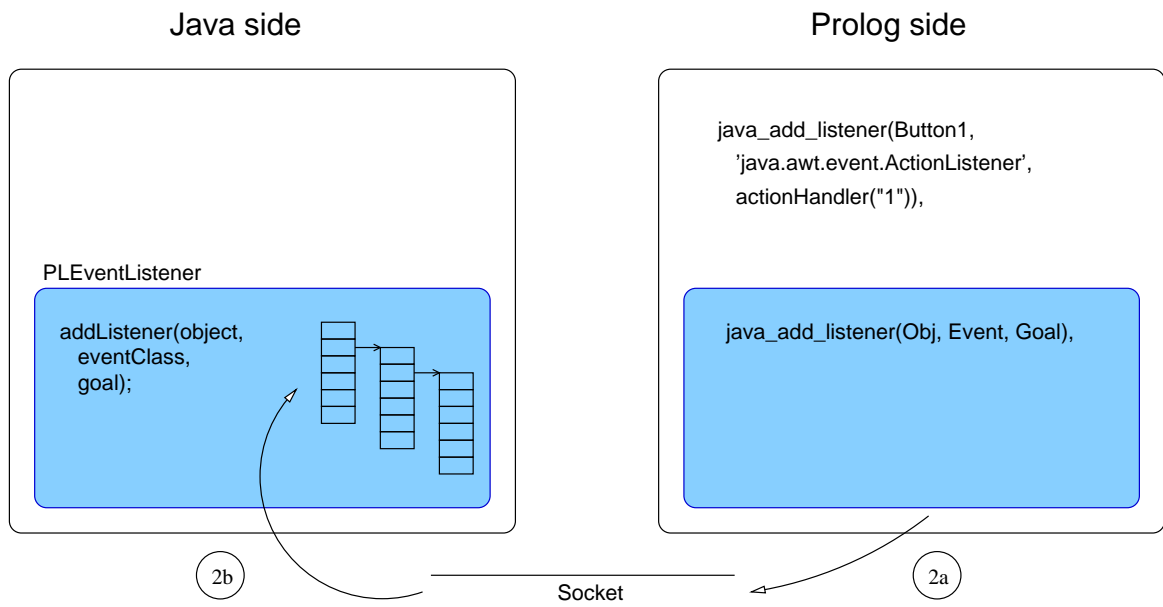 Java side
Prolog side
java_add_listener(Button1,
’java.awt.event.ActionListener’,
actionHandler("1")),
PLEventListener
addListener(object,
eventClass,
goal);
java_add_listener(Obj, Event, Goal),
2b
Socket
2a